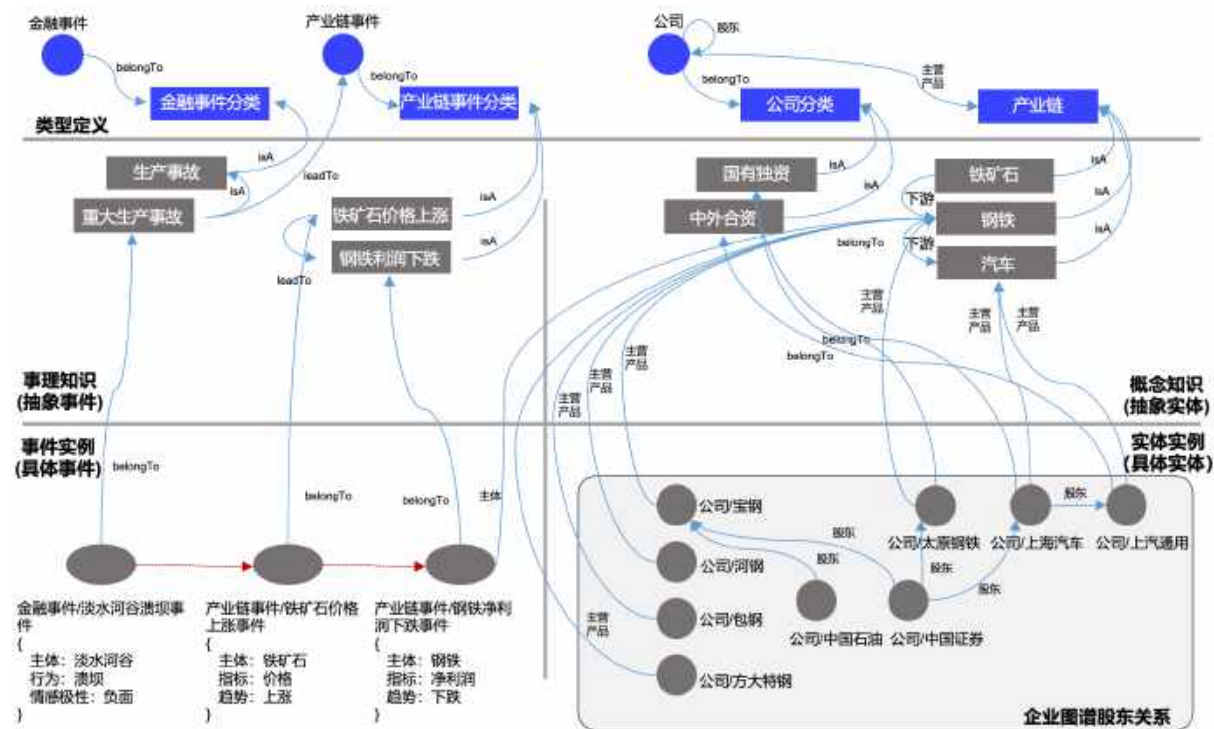 金融事件
产业链事件
公司
股东
belongTo
belongTo
belongTo
主营
产品
金融事件分类
产业链事件分类
公司分类
产业链
类型定义
生产事故
isA
国有独资
isA
铁矿石
isA
isA
leadTo
重大生产事故
铁矿石价格上涨
isA
中外合资
isA
下游
钢铁
isA
belongTo
下游
钢铁利润下跌
isA
汽车
isA
leadTo
主营
产品
主营
产品
主营
产品
belongTo
belongTo
主营
产品
主营
产品
主营
产品
事理知识
(抽象事件)
概念知识
(抽象实体)
事件实例
(具体事件)
实体实例
(具体实体)
belongTo
belongTo
belongTo
主体
公司/宝钢
股东
股东
公司/太原钢铁
公司/上海汽车
公司/上汽通用
股东
股东
股东
公司/河钢
公司/包钢
公司/中国石油
公司/中国证券
主营
产品
公司/方大特钢
金融事件/淡水河谷溃坝事
件
{
主体：淡水河谷
行为：溃坝
情感极性：负面
}
产业链事件/铁矿石价格
上涨事件
{
主体：铁矿石
指标：价格
趋势：上涨
}
产业链事件/钢铁净利
润下跌事件
{
主体：钢铁
指标：净利润
趋势：下跌
}
企业图谱股东关系